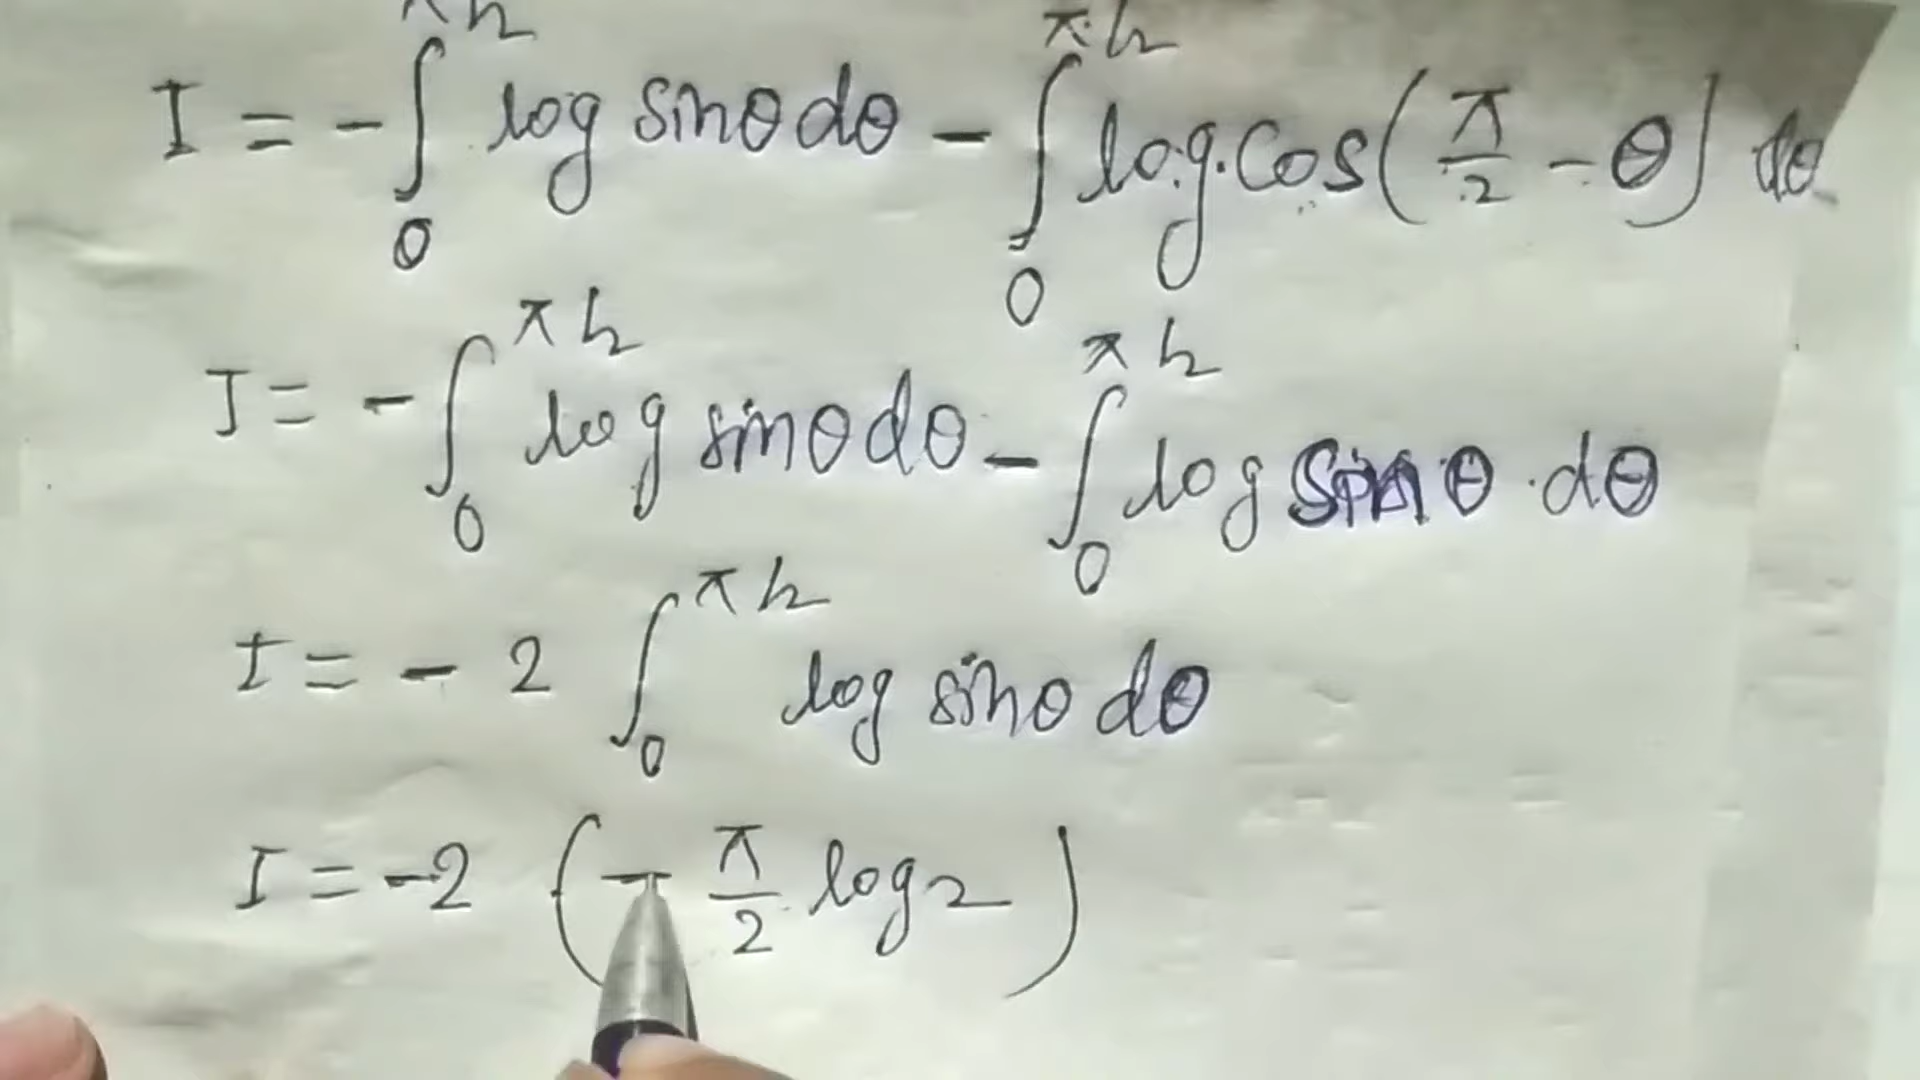 I = - ∫₀^π/2 log sinθ dθ - ∫₀^π/2 log.cos(π/2 - θ) dθ
I = - ∫₀^π/2 log sinθ dθ - ∫₀^π/2 log sin θ . dθ
I = - 2 ∫₀^π/2 log sinθ dθ
I = -2 (- π/2 log 2)